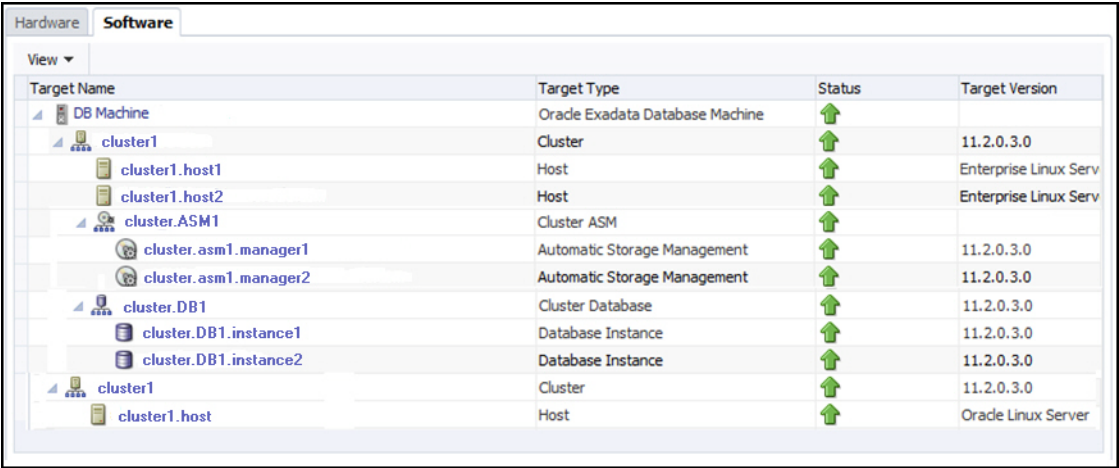 Hardware Software
View
Target Name Target Type Status Target Version
DB Machine Oracle Exadata Database Machine
cluster1 Cluster 11.2.0.3.0
cluster1.host1 Host Enterprise Linux Serv
cluster1.host2 Host Enterprise Linux Serv
cluster.ASM1 Cluster ASM
cluster.asm1.manager1 Automatic Storage Management 11.2.0.3.0
cluster.asm1.manager2 Automatic Storage Management 11.2.0.3.0
cluster.DB1 Cluster Database 11.2.0.3.0
cluster.DB1.instance1 Database Instance 11.2.0.3.0
cluster.DB1.instance2 Database Instance 11.2.0.3.0
cluster1 Cluster 11.2.0.3.0
cluster1.host Host Oracle Linux Server